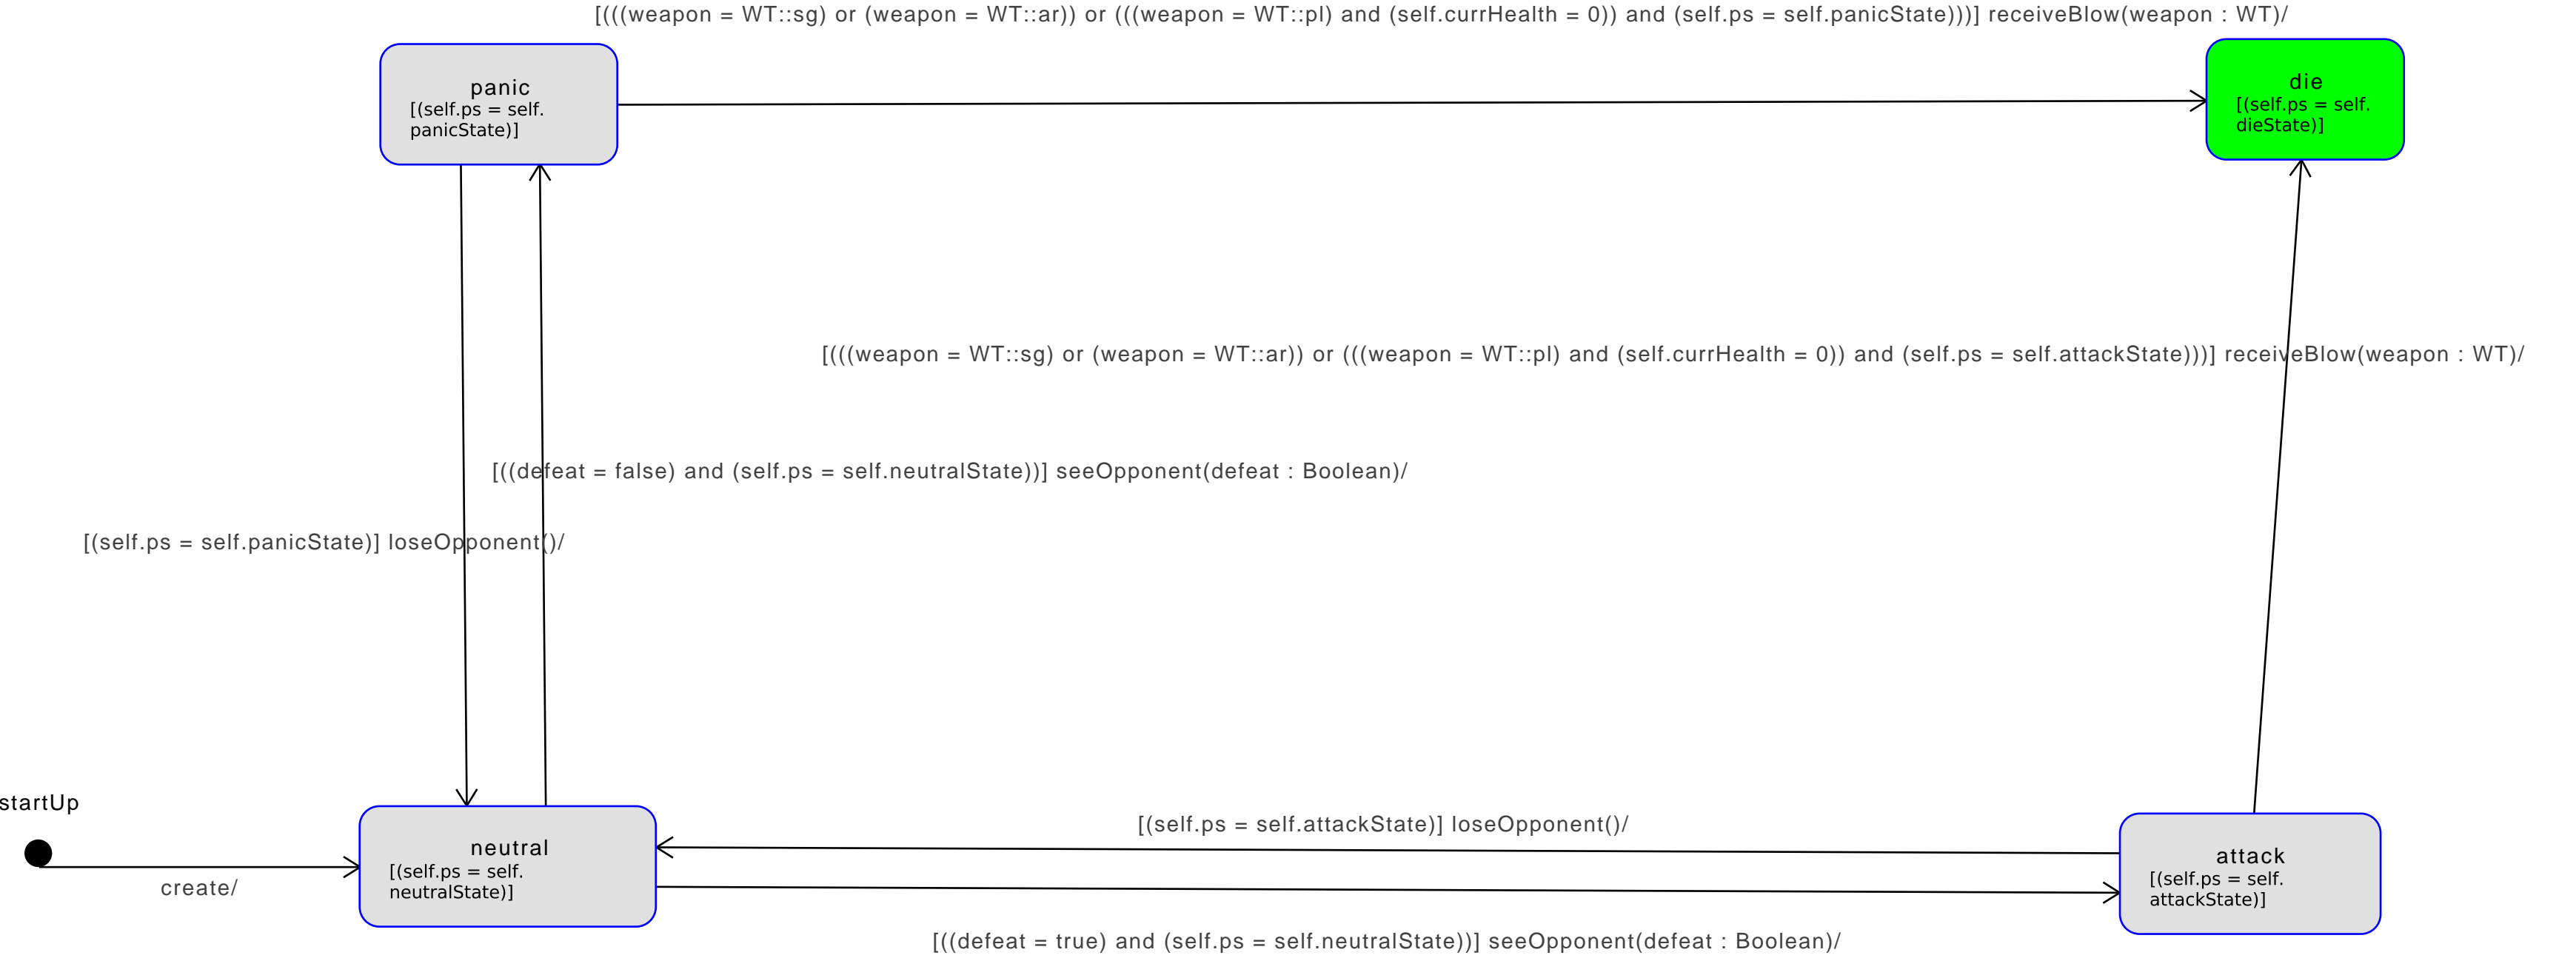 [(((weapon = WT::sg) or (weapon = WT::ar)) or (((weapon = WT::pl) and (self.currHealth = 0)) and (self.ps = self.panicState)))] receiveBlow(weapon : WT)/
panic
[(self.ps = self.
panicState)]
die
[(self.ps = self.
dieState)]
[(((weapon = WT::sg) or (weapon = WT::ar)) or (((weapon = WT::pl) and (self.currHealth = 0)) and (self.ps = self.attackState)))] receiveBlow(weapon : WT)/
[((defeat = false) and (self.ps = self.neutralState))] seeOpponent(defeat : Boolean)/
[(self.ps = self.panicState)] loseOpponent()/
startUp
create/
neutral
[(self.ps = self.
neutralState)]
[(self.ps = self.attackState)] loseOpponent()/
attack
[(self.ps = self.
attackState)]
[((defeat = true) and (self.ps = self.neutralState))] seeOpponent(defeat : Boolean)/